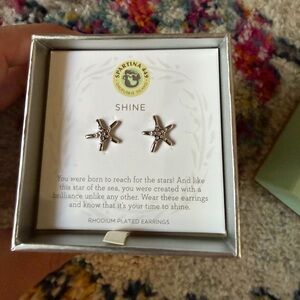 SPARTINA 449
DAUFUSKIE ISLAND
SHINE
You were born to reach for the stars! And like
this star of the sea, you were created with a
brilliance unlike any other. Wear these earrings
and know that it's your time to shine.
RHODIUM PLATED EARRINGS